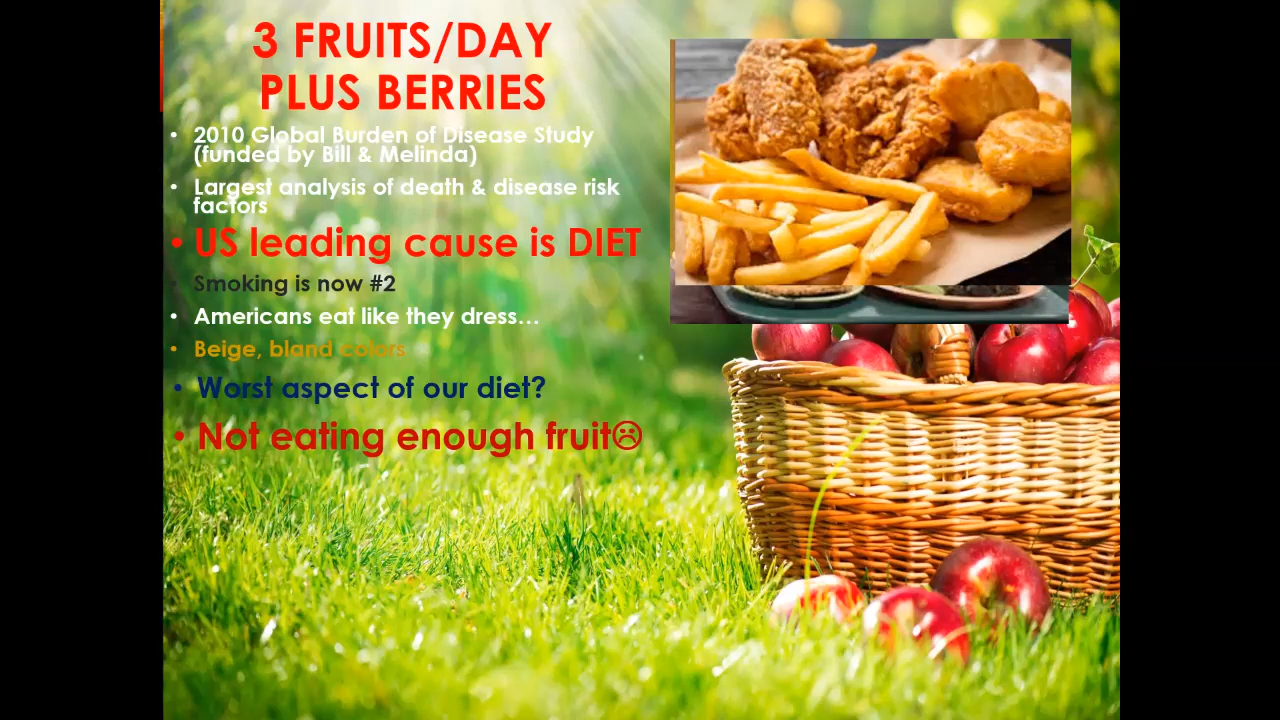 3 FRUITS/DAY
PLUS BERRIES
• 2010 Global Burden of Disease Study
(funded by Bill & Melinda)
• Largest analysis of death & disease risk
factors
• US leading cause is DIET
• Smoking is now #2
• Americans eat like they dress…
• Beige, bland colors
• Worst aspect of our diet?
• Not eating enough fruit☹